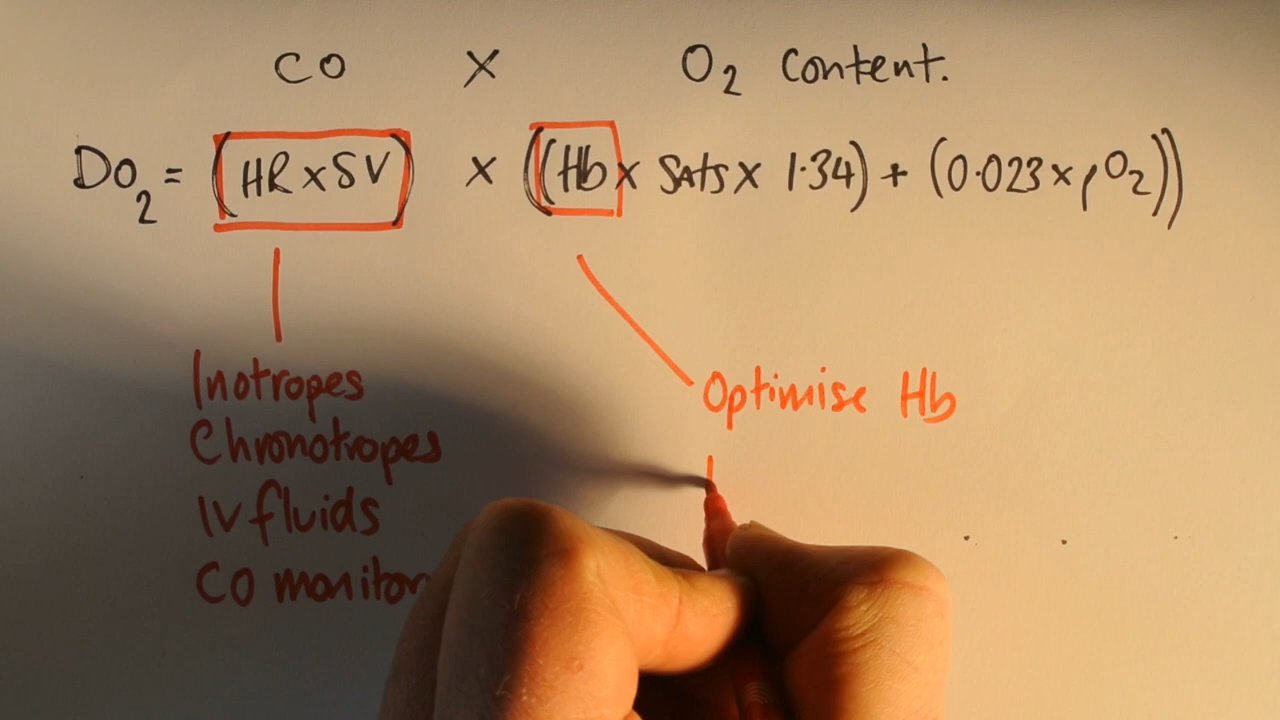 CO × O₂ content.
DO₂ = (HR × SV) × ((Hb × Sats × 1·34) + (0·023 × pO₂))
Inotropes
Chronotropes
IV fluids
CO monitor
Optimise Hb